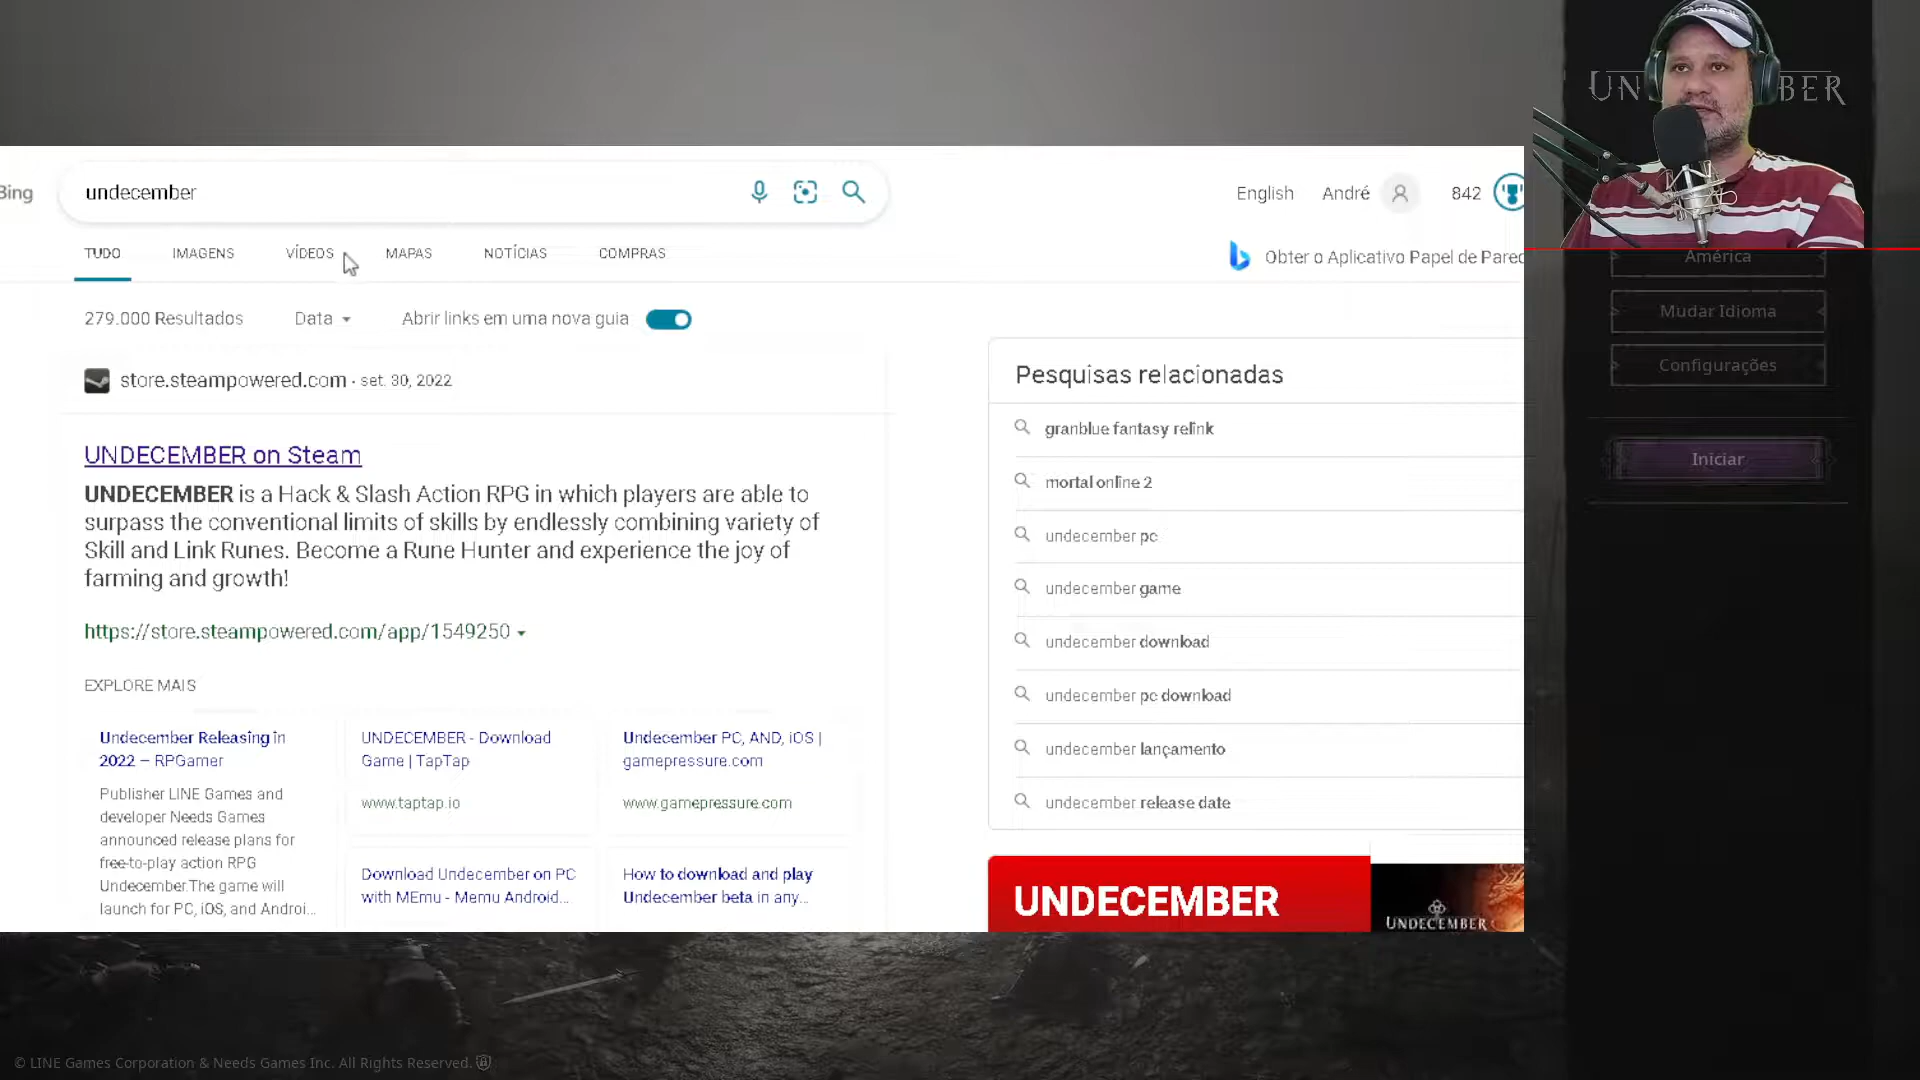 Bing
undecember
English
André
842
TUDO
IMAGENS
VÍDEOS
MAPAS
NOTÍCIAS
COMPRAS
Obter o Aplicativo Papel de Pared
279.000 Resultados
Data
Abrir links em uma nova guia
store.steampowered.com · set. 30, 2022
UNDECEMBER on Steam
UNDECEMBER is a Hack & Slash Action RPG in which players are able to
surpass the conventional limits of skills by endlessly combining variety of
Skill and Link Runes. Become a Rune Hunter and experience the joy of
farming and growth!
https://store.steampowered.com/app/1549250
EXPLORE MAIS
Undecember Releasing in
2022 – RPGamer
Publisher LINE Games and
developer Needs Games
announced release plans for
free-to-play action RPG
Undecember.The game will
launch for PC, iOS, and Androi...
UNDECEMBER - Download
Game | TapTap
www.taptap.io
Undecember PC, AND, iOS |
gamepressure.com
www.gamepressure.com
Download Undecember on PC
with MEmu - Memu Android...
How to download and play
Undecember beta in any...
Pesquisas relacionadas
granblue fantasy relink
mortal online 2
undecember pc
undecember game
undecember download
undecember pc download
undecember lançamento
undecember release date
UNDECEMBER
UNDECEMBER
UN BER
América
Mudar Idioma
Configurações
Iniciar
© LINE Games Corporation & Needs Games Inc. All Rights Reserved.